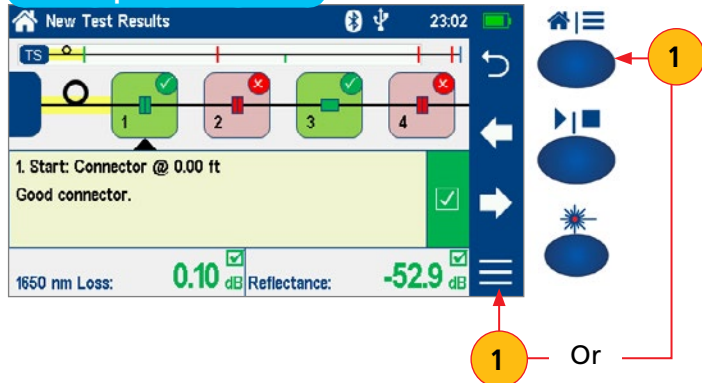 New Test Results 23:02
TS
1 2 3 4
1. Start: Connector @ 0.00 ft
Good connector.
1650 nm Loss: 0.10 dB Reflectance: -52.9 dB
1
1 Or